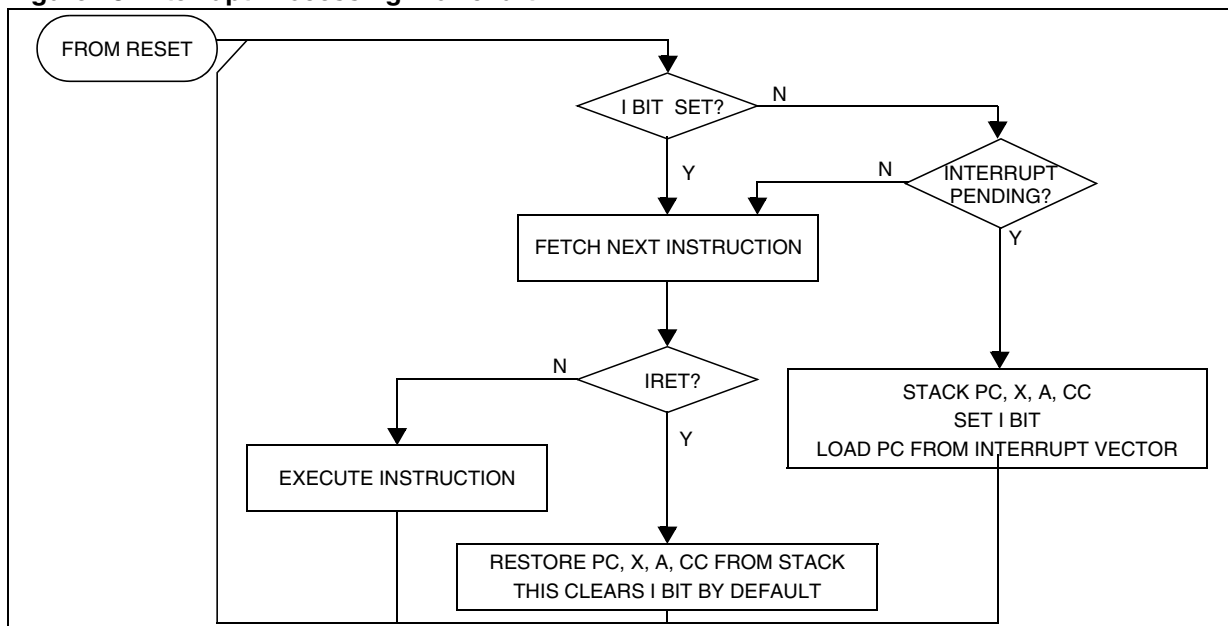 FROM RESET
I BIT SET?
N
Y
INTERRUPT
PENDING?
N
Y
FETCH NEXT INSTRUCTION
IRET?
N
Y
STACK PC, X, A, CC
SET I BIT
LOAD PC FROM INTERRUPT VECTOR
EXECUTE INSTRUCTION
RESTORE PC, X, A, CC FROM STACK
THIS CLEARS I BIT BY DEFAULT